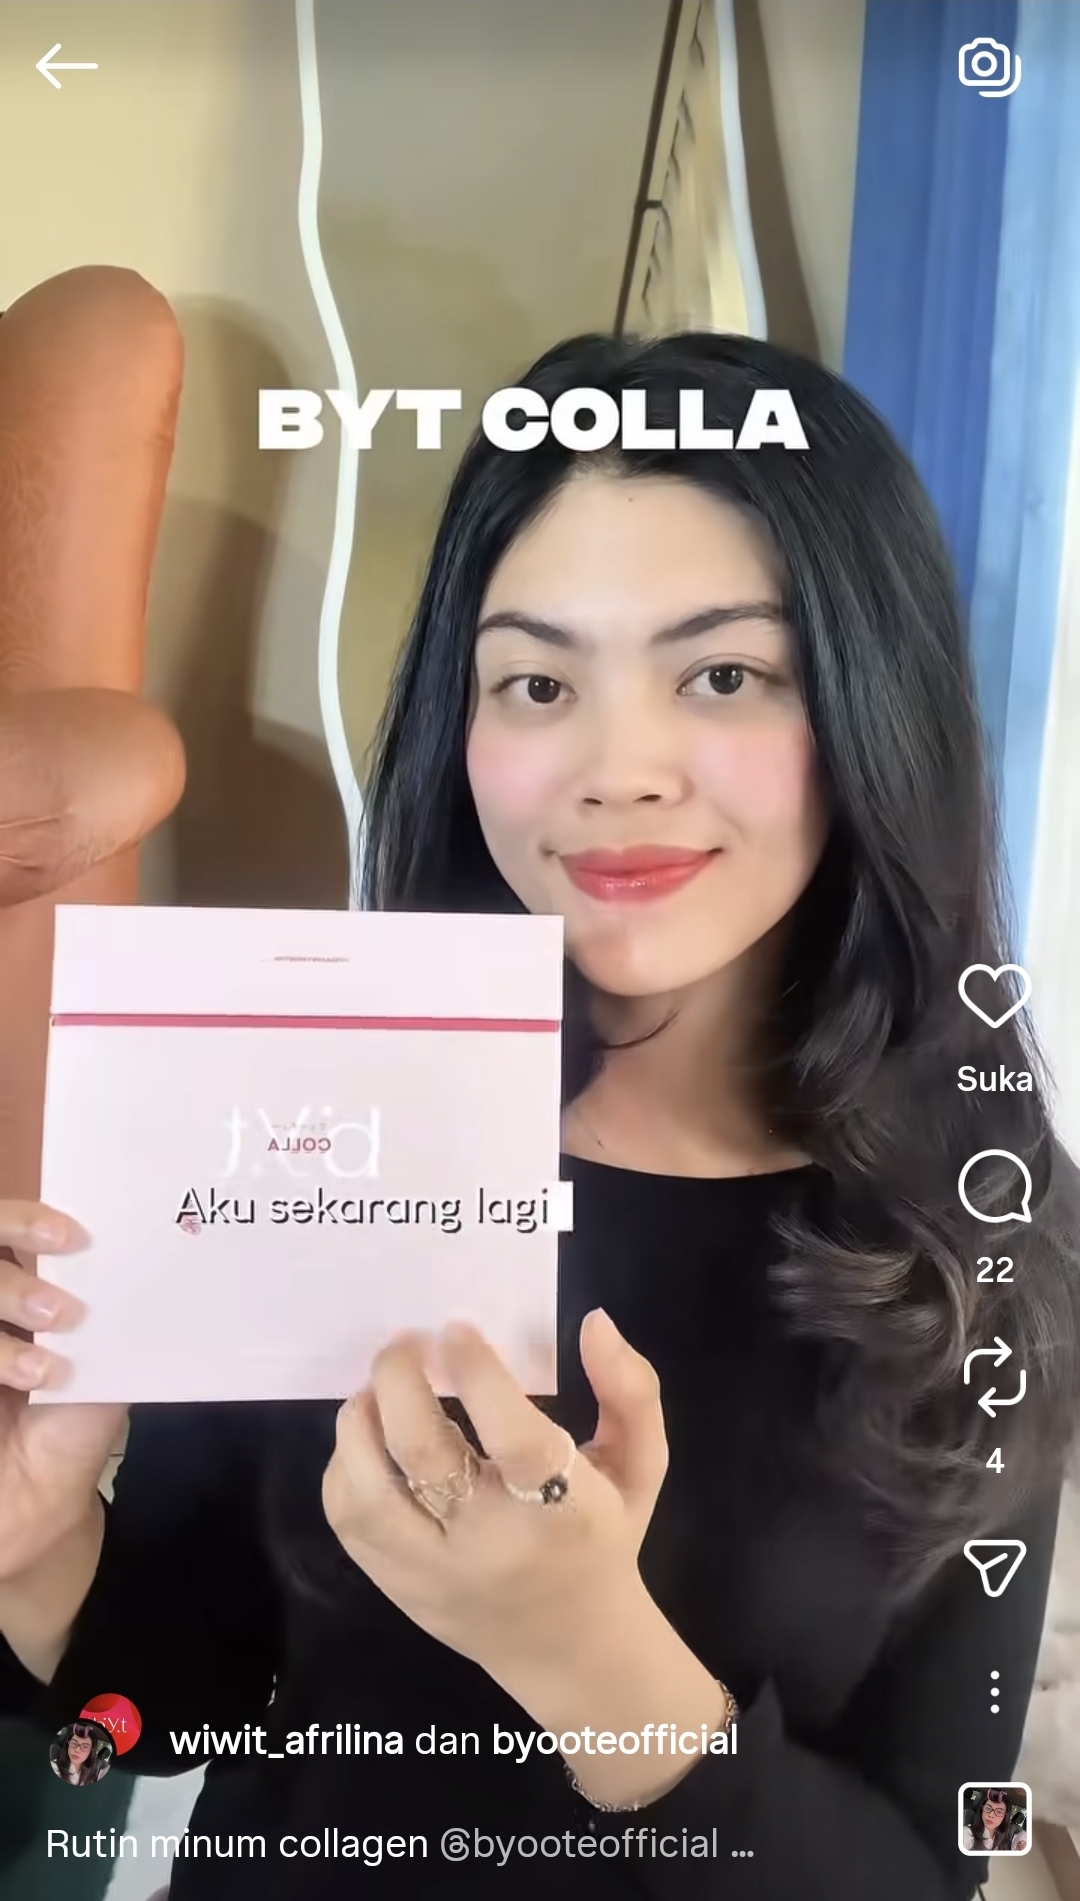 BYT COLLA
COLLA
Aku sekarang lagi
Suka
22
4
wiwit_afrilina dan byooteofficial
Rutin minum collagen @byooteofficial ...